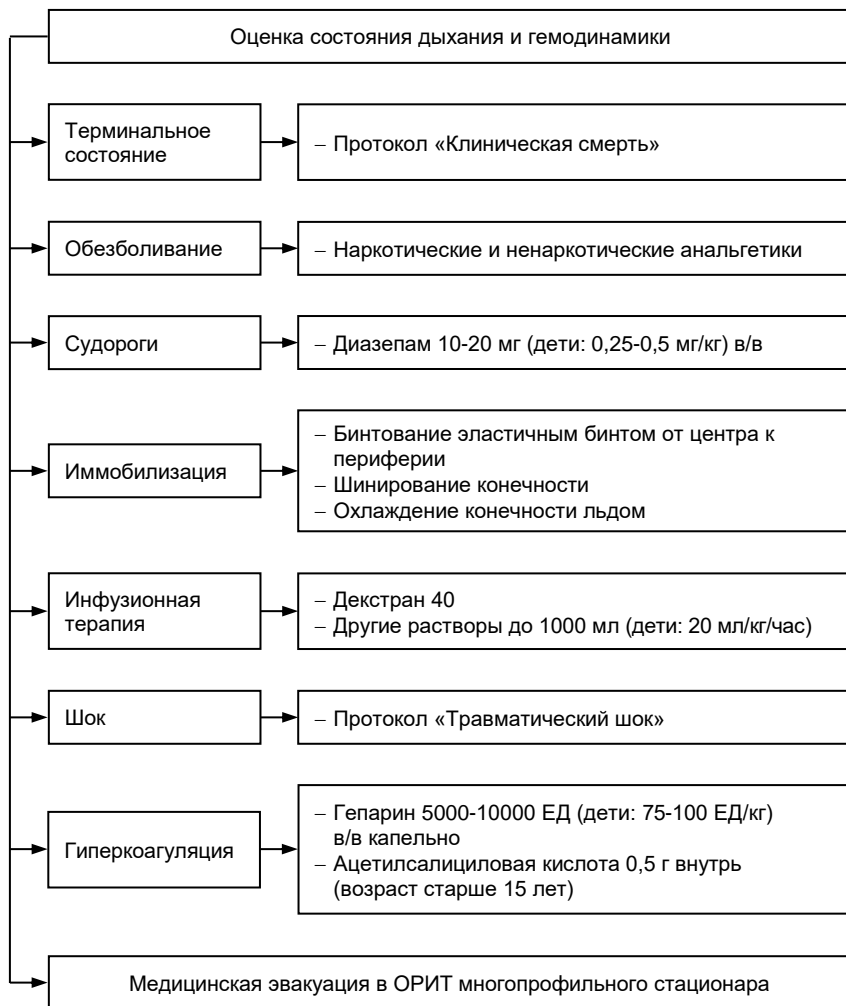 Оценка состояния дыхания и гемодинамики
Терминальное
состояние
– Протокол «Клиническая смерть»
Обезболивание
– Наркотические и ненаркотические анальгетики
Судороги
– Диазепам 10-20 мг (дети: 0,25-0,5 мг/кг) в/в
Иммобилизация
– Бинтование эластичным бинтом от центра к
периферии
– Шинирование конечности
– Охлаждение конечности льдом
Инфузионная
терапия
– Декстран 40
– Другие растворы до 1000 мл (дети: 20 мл/кг/час)
Шок
– Протокол «Травматический шок»
Гиперкоагуляция
– Гепарин 5000-10000 ЕД (дети: 75-100 ЕД/кг)
в/в капельно
– Ацетилсалициловая кислота 0,5 г внутрь
(возраст старше 15 лет)
Медицинская эвакуация в ОРИТ многопрофильного стационара